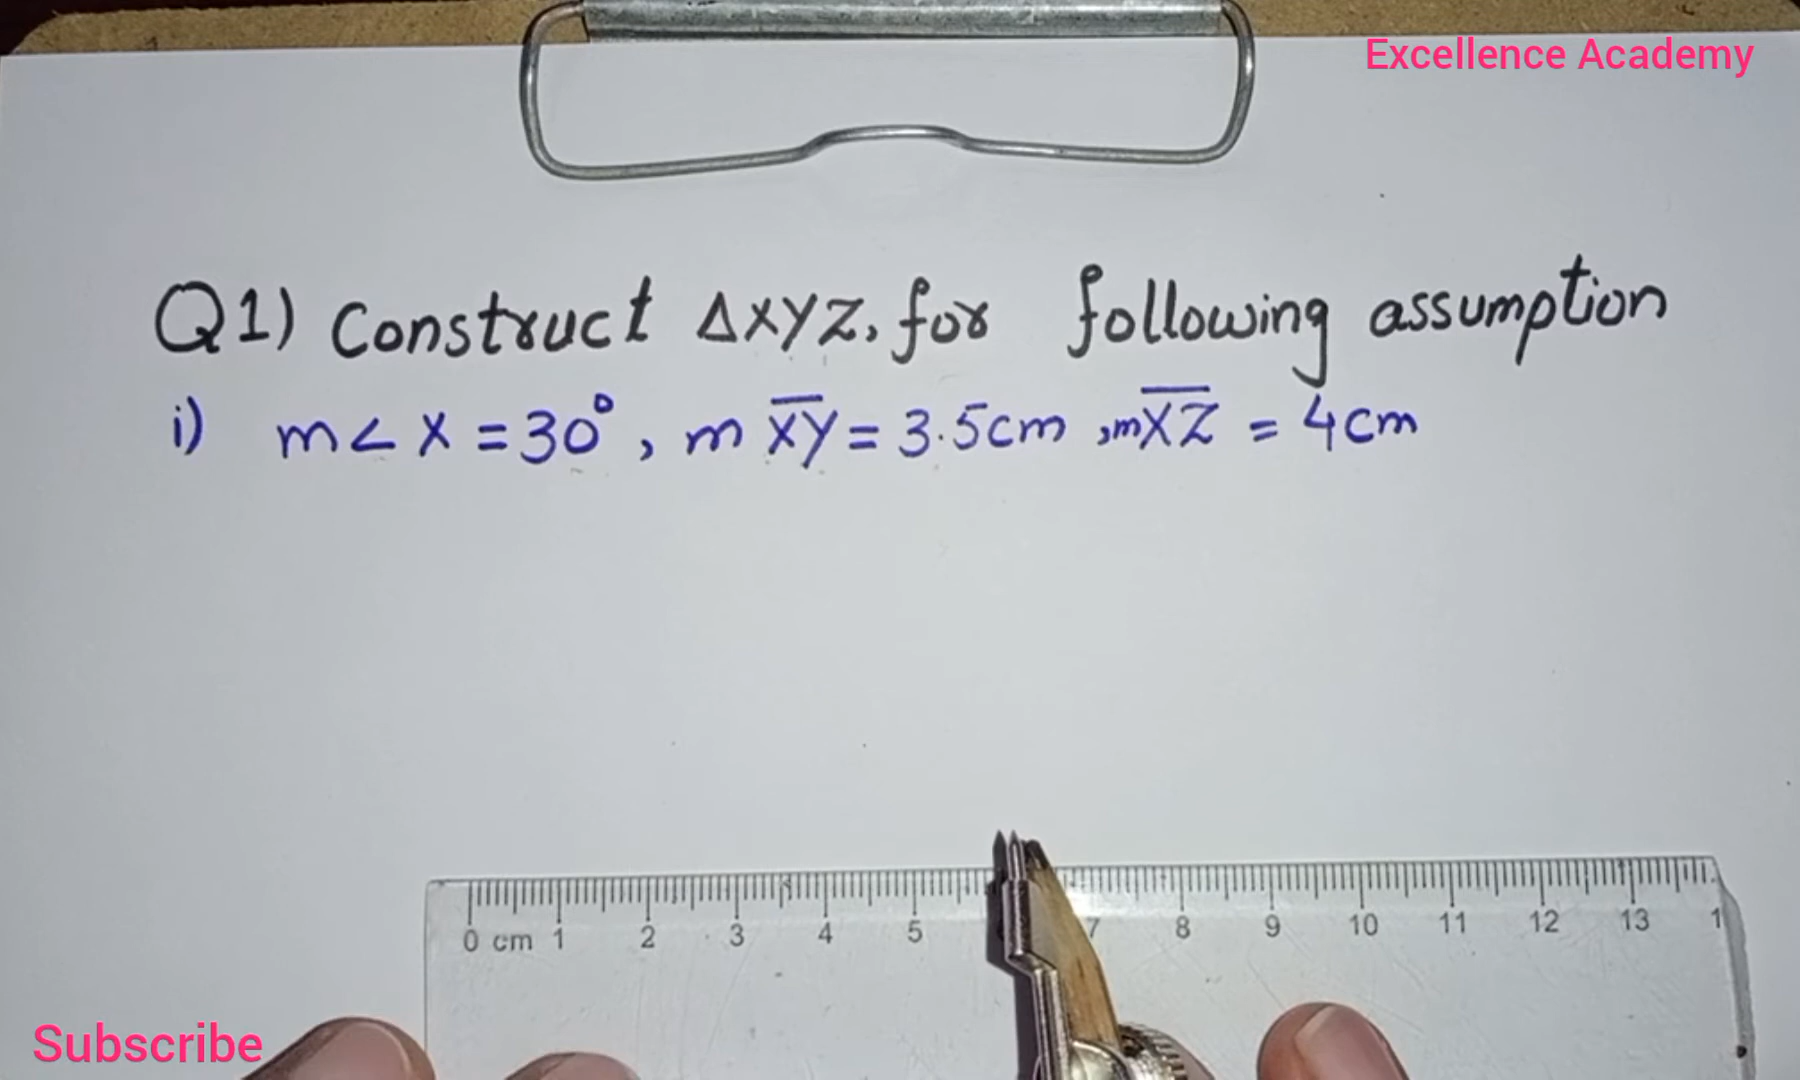 Excellence Academy
Q1) Construct ΔXYZ, for following assumption
i) m∠X = 30°, m X̅Y̅ = 3.5cm, mX̅Z̅ = 4cm
0 cm 1 2 3 4 5 7 8 9 10 11 12 13 1
Subscribe